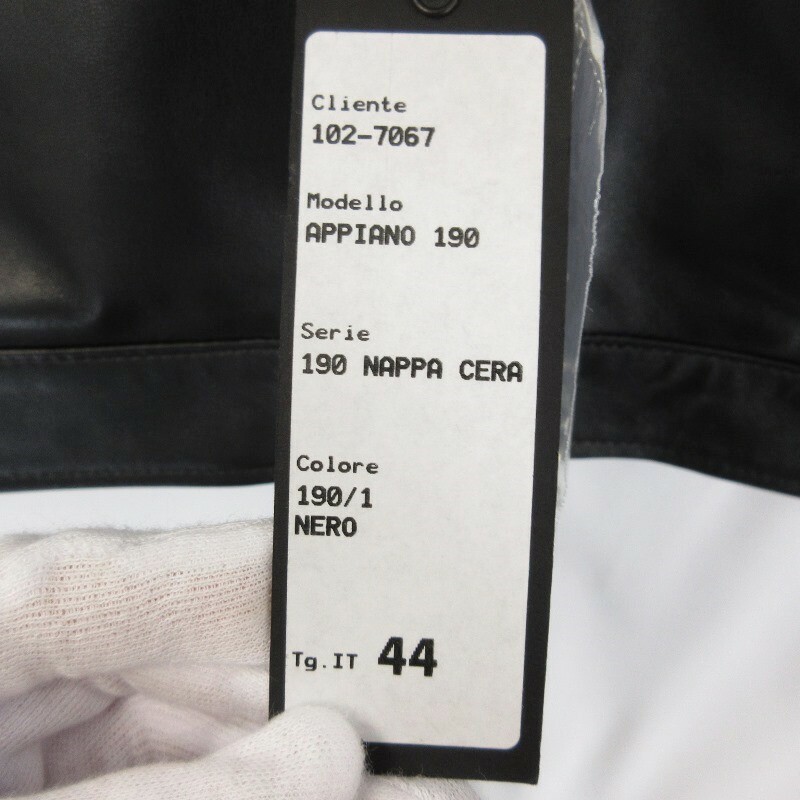 Cliente
102-7067
Modello
APPIANO 190
Serie
190 NAPPA CERA
Colore
190/1
NERO
Tg.IT 44